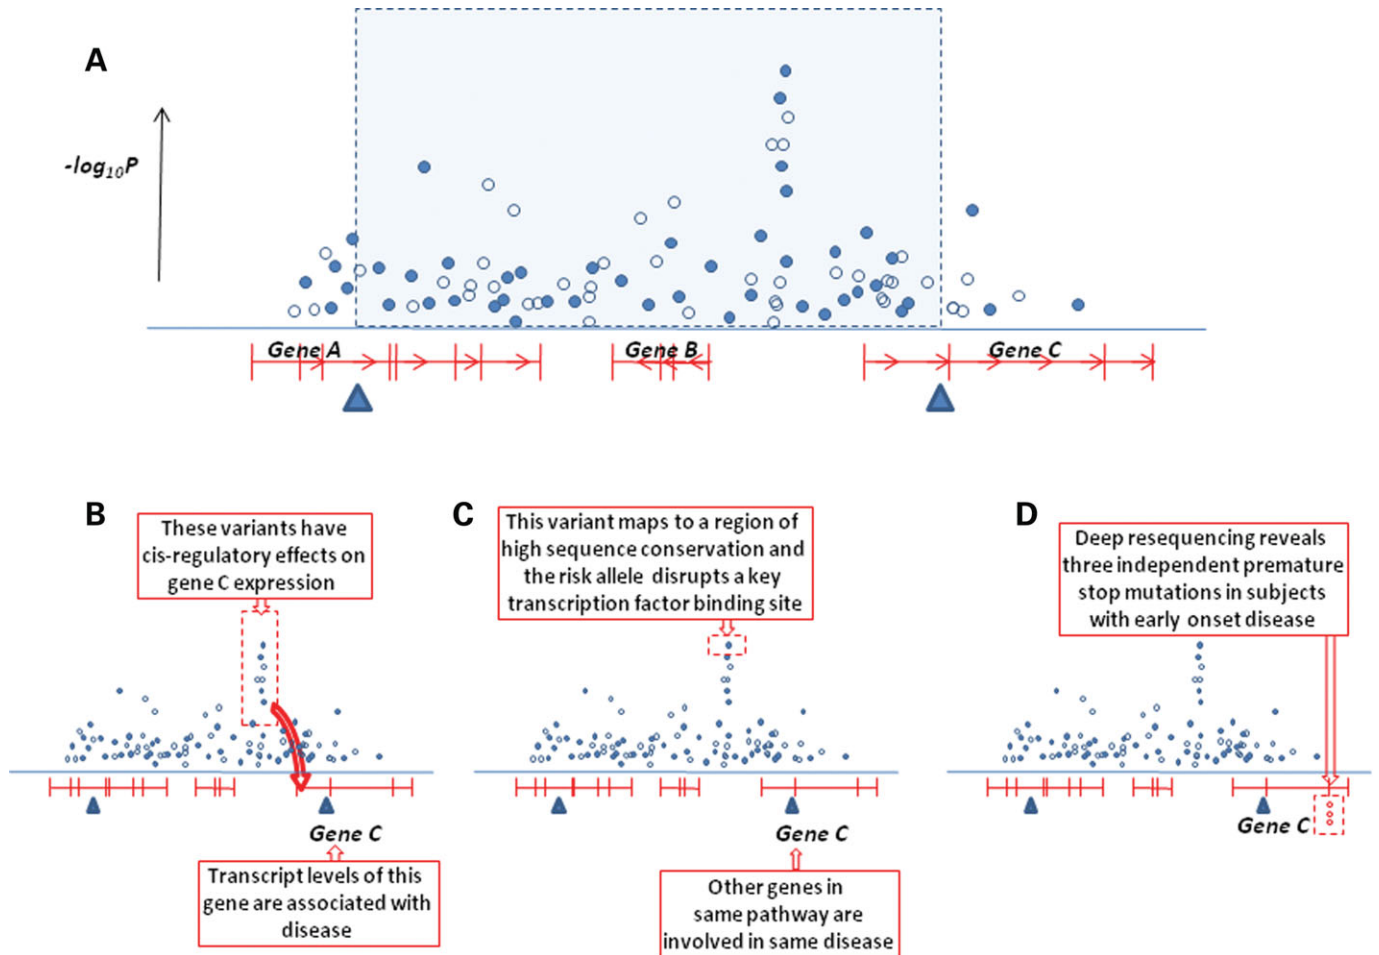 A
-log10P
Gene A
Gene B
Gene C
B
These variants have
cis-regulatory effects on
gene C expression
Gene C
Transcript levels of this
gene are associated with
disease
C
This variant maps to a region of
high sequence conservation and
the risk allele disrupts a key
transcription factor binding site
Gene C
Other genes in
same pathway are
involved in same disease
D
Deep resequencing reveals
three independent premature
stop mutations in subjects
with early onset disease
Gene C